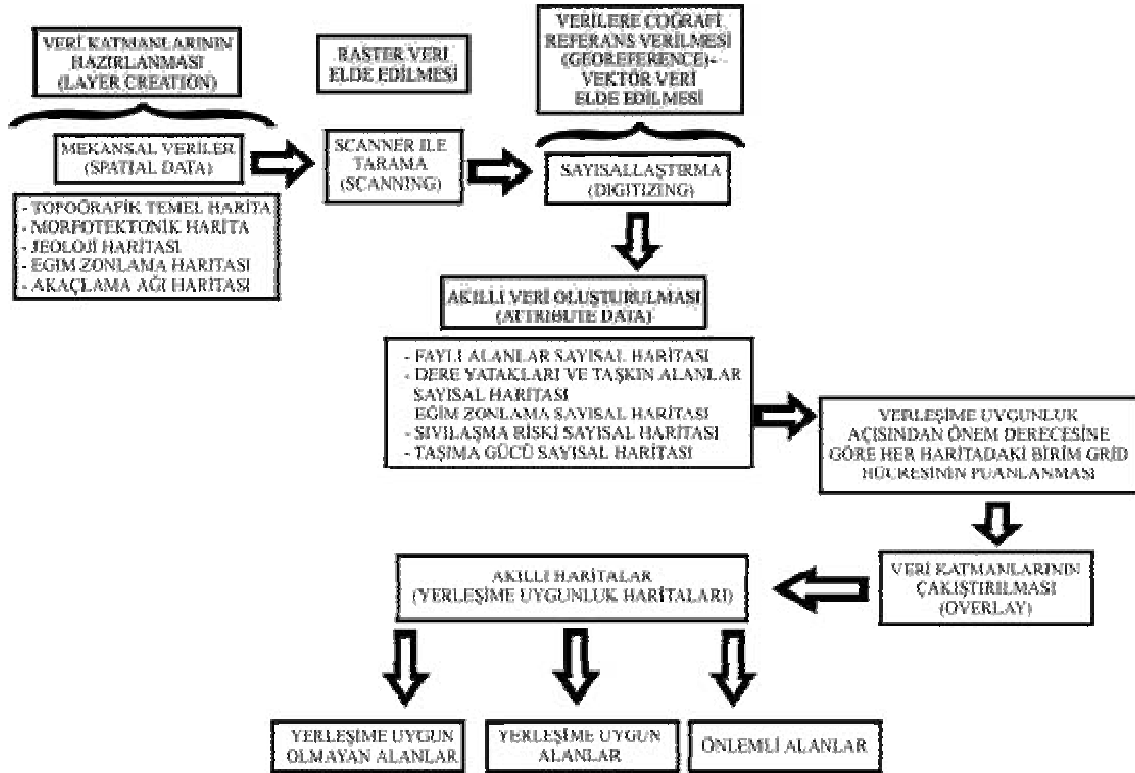 VERİ KATMANLARININ
HAZIRLANMASI
(LAYER CREATION)
RASTER VERİ
ELDE EDİLMESİ
VERİLERE COĞRAFİ
REFERANS VERİLMESİ
(GEOREFERENCE)-
VEKTÖR VERİ
ELDE EDİLMESİ
MEKANSAL VERİLER
(SPATIAL DATA)
SCANNER ILE
TARAMA
(SCANNING)
SAYISALLAŞTIRMA
(DIGITIZING)
- TOPOĞRAFİK TEMEL HARİTA
- MORFOTEKTONİK HARİTA
- JEOLOJİ HARİTASI
- EĞİM ZONLAMA HARİTASI
- AKAÇLAMA AĞI HARİTASI
AKILLI VERİ OLUŞTURULMASI
(ATTRIBUTE DATA)
- FAYLI ALANLAR SAYISAL HARİTASI
- DERE YATAKLARI VE TAŞKIN ALANLAR
SAYISAL HARİTASI
EĞİM ZONLAMA SAYISAL HARİTASI
- SIVILAŞMA RİSKİ SAYISAL HARİTASI
- TAŞIMA GÜCÜ SAYISAL HARİTASI
YERLEŞİME UYGUNLUK
AÇISINDAN ÖNEM DERECESİNE
GÖRE HER HARİTADAKİ BİRİM GRİD
HÜCRESİNİN PUANLANMASI
VERİ KATMANLARININ
ÇAKIŞTIRILMASI
(OVERLAY)
AKILLI HARİTALAR
(YERLEŞİME UYGUNLUK HARİTALARI)
YERLEŞİME UYGUN
OLMAYAN ALANLAR
YERLEŞİME UYGUN
ALANLAR
ÖNLEMLİ ALANLAR